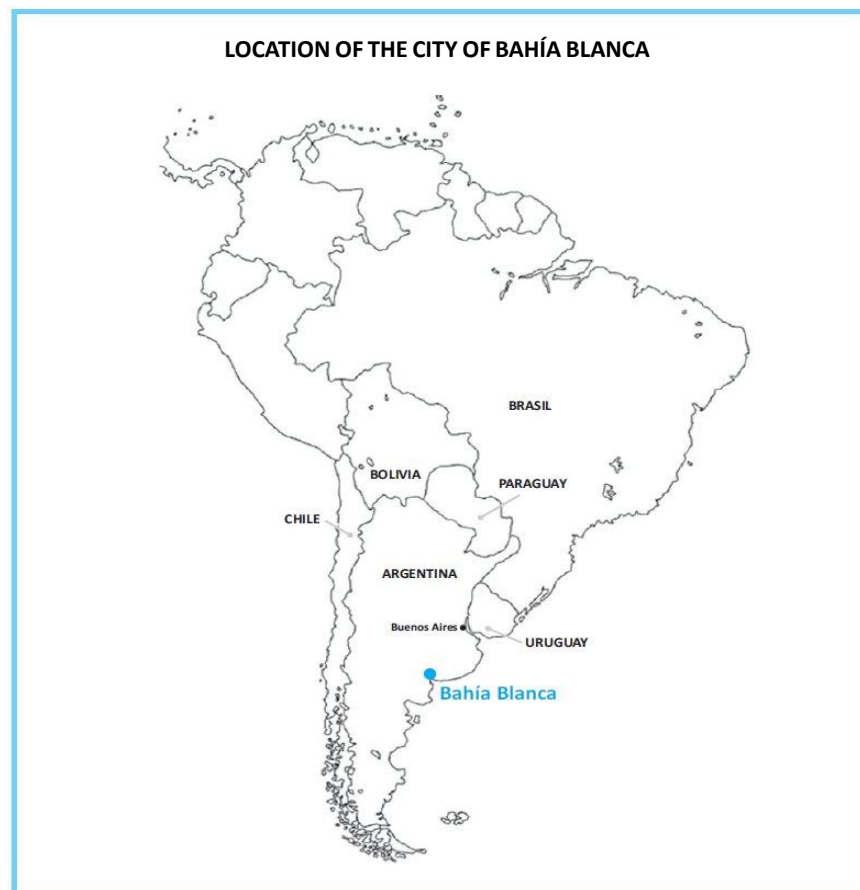 LOCATION OF THE CITY OF BAHÍA BLANCA
BRASIL
BOLIVIA
PARAGUAY
CHILE
ARGENTINA
Buenos Aires
URUGUAY
Bahía Blanca